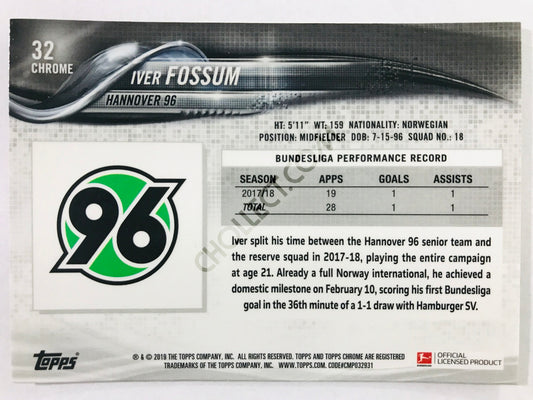 32
CHROME
IVER FOSSUM
HANNOVER 96
HT: 5'11" WT: 159 NATIONALITY: NORWEGIAN
POSITION: MIDFIELDER DOB: 7-15-96 SQUAD NO.: 18
BUNDESLIGA PERFORMANCE RECORD
SEASON APPS GOALS ASSISTS
2017/18 19 1 1
TOTAL 28 1 1
96
Iver split his time between the Hannover 96 senior team and
the reserve squad in 2017-18, playing the entire campaign
at age 21. Already a full Norway international, he achieved a
domestic milestone on February 10, scoring his first Bundesliga
goal in the 36th minute of a 1-1 draw with Hamburger SV.
Topps
® & © 2019 THE TOPPS COMPANY, INC. ALL RIGHTS RESERVED. TOPPS AND TOPPS CHROME ARE REGISTERED
TRADEMARKS OF THE TOPPS COMPANY, INC. WWW.TOPPS.COM. CODE#CMP032931
OFFICIAL
LICENSED PRODUCT
CHOLLECT.COM